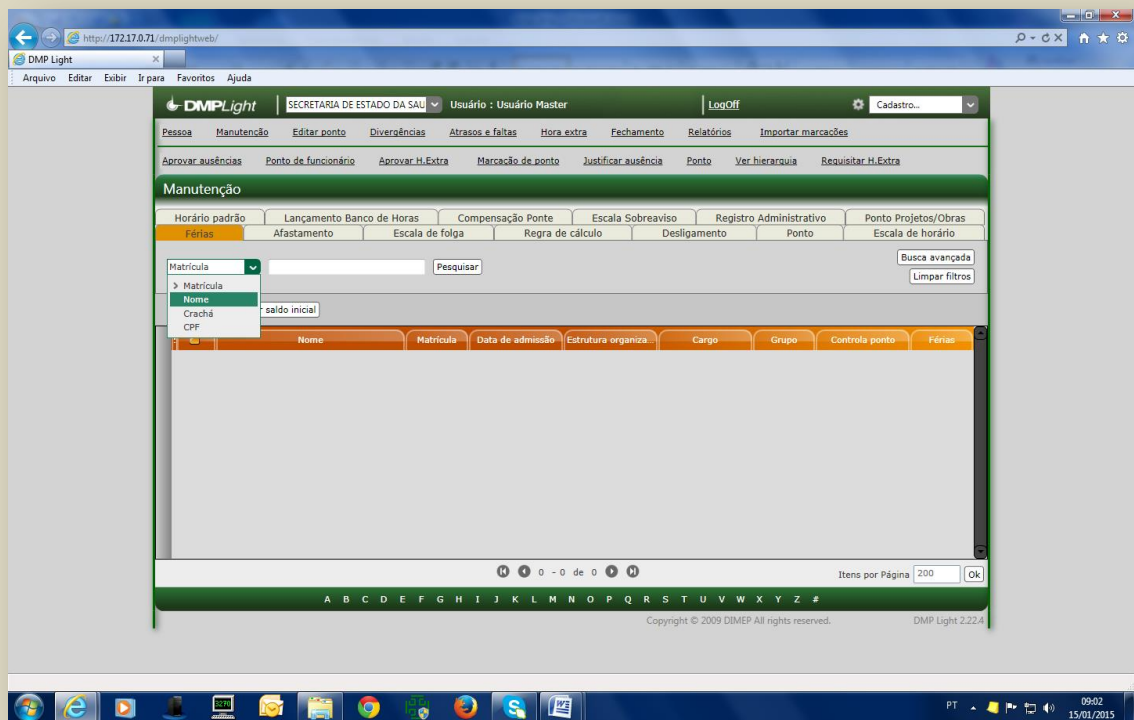 http://172.17.0.71/dmplightweb/
DMP Light
Arquivo Editar Exibir Ir para Favoritos Ajuda
DMPLight SECRETARIA DE ESTADO DA SAU Usuário : Usuário Master LogOff Cadastro...
Pessoa Manutenção Editar ponto Divergências Atrasos e faltas Hora extra Fechamento Relatórios Importar marcações
Aprovar ausências Ponto de funcionário Aprovar H.Extra Marcação de ponto Justificar ausência Ponto Ver hierarquia Requisitar H.Extra
Manutenção
Horário padrão Lançamento Banco de Horas Compensação Ponte Escala Sobreaviso Registro Administrativo Ponto Projetos/Obras
Férias Afastamento Escala de folga Regra de cálculo Desligamento Ponto Escala de horário
Busca avançada
Matrícula Pesquisar
Limpar filtros
> Matrícula
Nome
Crachá
saldo inicial
CPF
Nome Matrícula Data de admissão Estrutura organiza... Cargo Grupo Controla ponto Férias
0 - 0 de 0 Itens por Página 200 Ok
A B C D E F G H I J K L M N O P Q R S T U V W X Y Z #
Copyright © 2009 DIMEP All rights reserved. DMP Light 2.22.4
3270
PT 09:02
15/01/2015